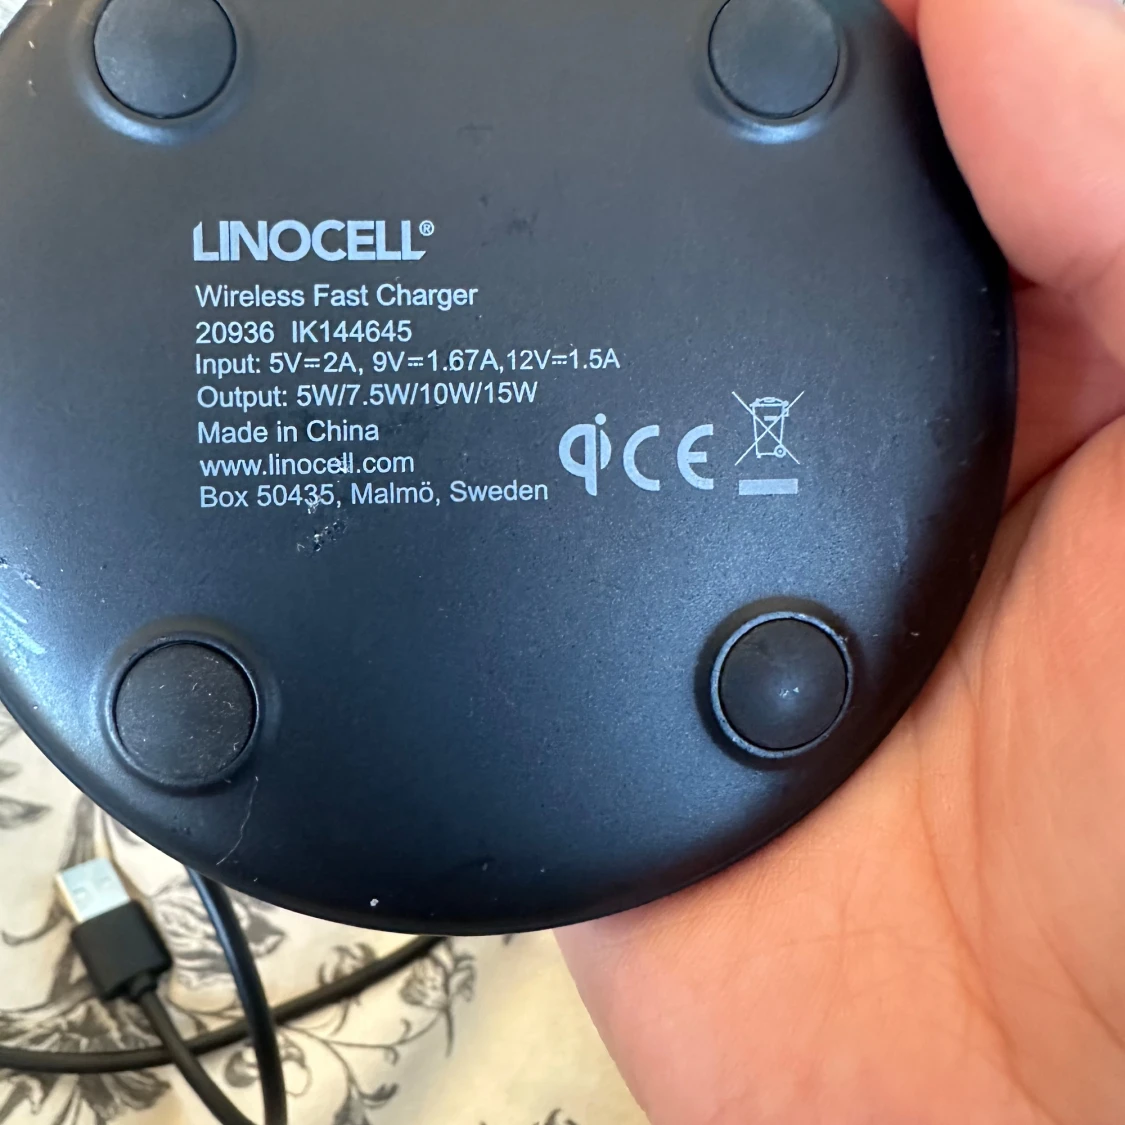 LINOCELL®
Wireless Fast Charger
20936 IK144645
Input: 5V⎓2A, 9V⎓1.67A,12V⎓1.5A
Output: 5W/7.5W/10W/15W
Made in China
www.linocell.com
Box 50435, Malmö, Sweden
qi CE